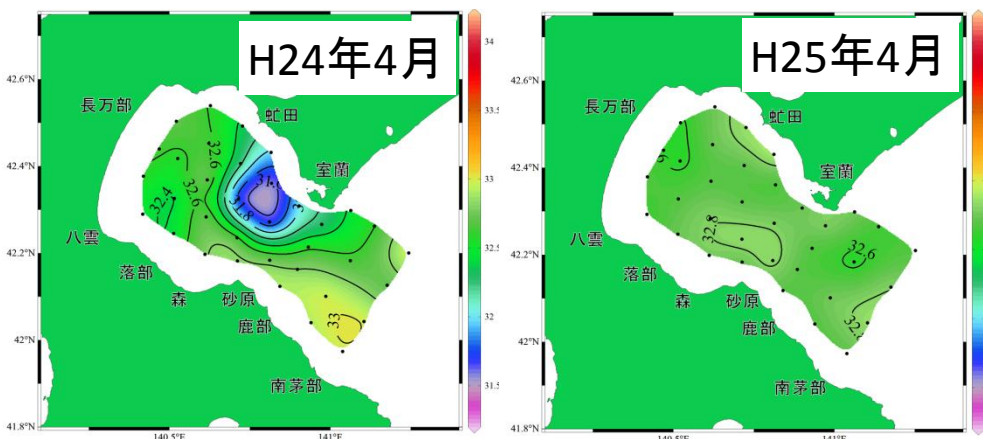 H24年4月
42.6°N
42.4°N
42.2°N
42°N
41.8°N
140.5°E
141°E
長万部
虻田
室蘭
八雲
落部
森
砂原
鹿部
南茅部
32.6
32.4
32.6
31.8
33
34
33.5
33
32.5
32
31.5
H25年4月
42.6°N
42.4°N
42.2°N
42°N
41.8°N
140.5°E
141°E
長万部
虻田
室蘭
八雲
落部
森
砂原
鹿部
南茅部
32.8
32.6